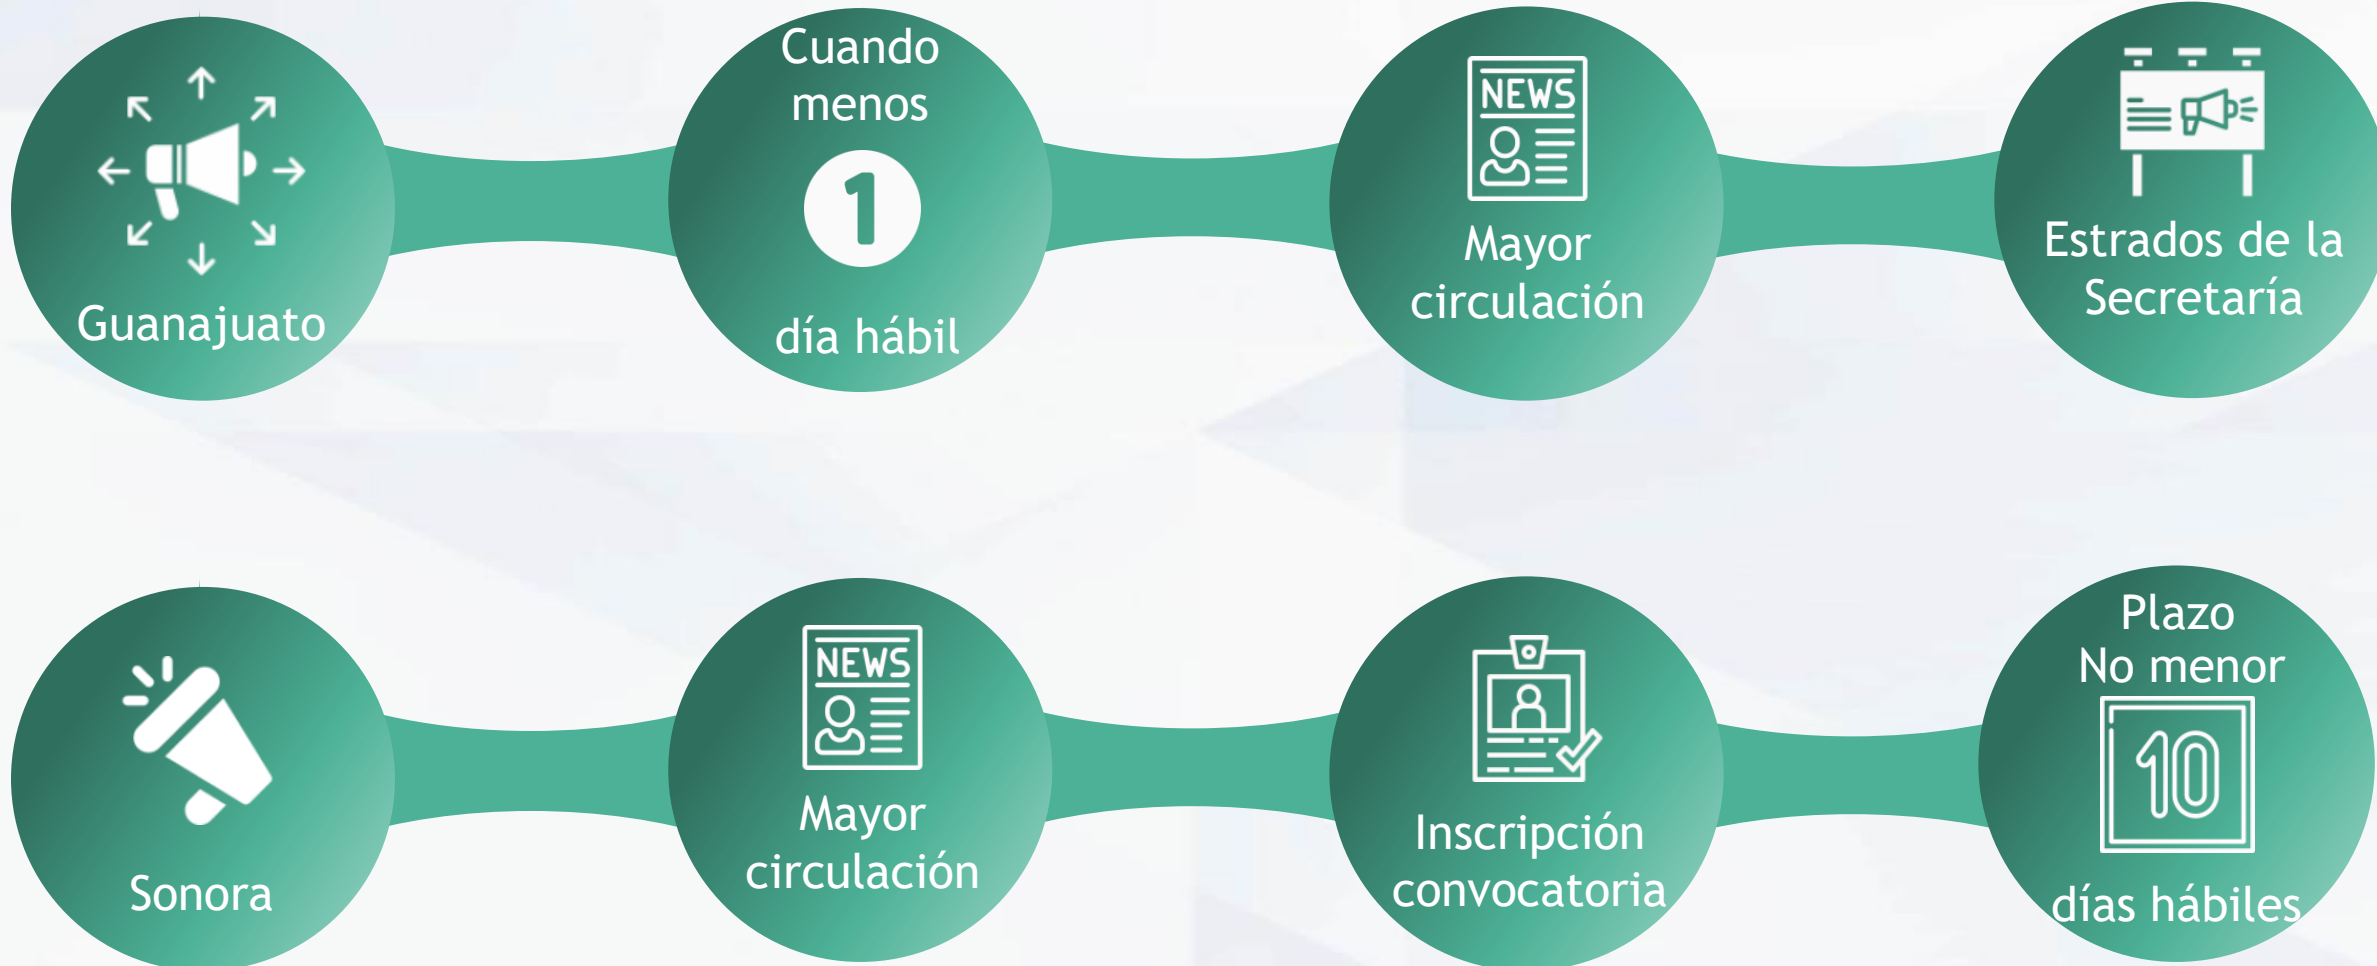 Guanajuato
Cuando
menos
1
día hábil
NEWS
Mayor
circulación
Estrados de la
Secretaría
Sonora
NEWS
Mayor
circulación
Inscripción
convocatoria
Plazo
No menor
10
días hábiles